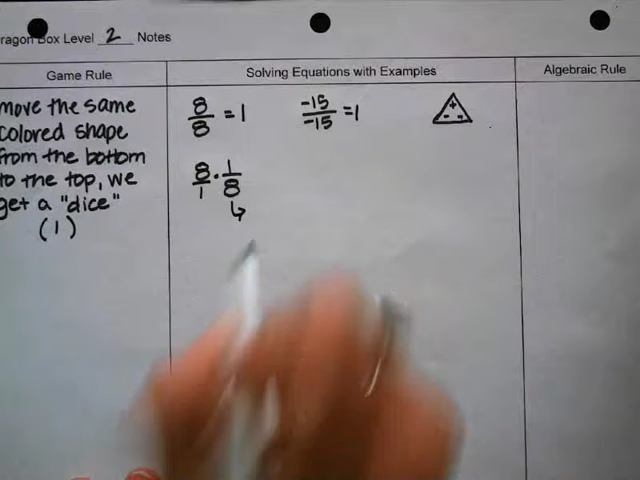 ragon Box Level 2 Notes
Game Rule
Solving Equations with Examples
Algebraic Rule
move the same
colored shape
from the bottom
to the top, we
get a "dice"
(1)
8/8 = 1
-15/-15 = 1
+
- -
8/1 · 1/8